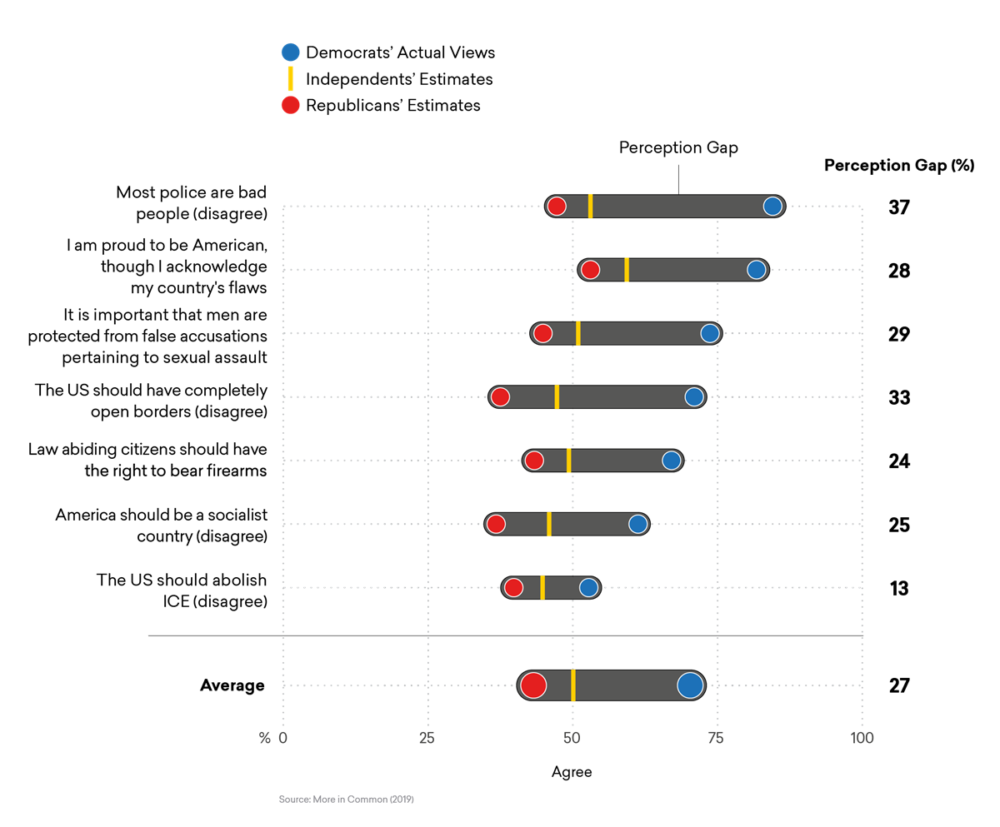 Democrats’ Actual Views
Independents’ Estimates
Republicans’ Estimates
Perception Gap
Perception Gap (%)
Most police are bad
people (disagree)
37
I am proud to be American,
though I acknowledge
my country's flaws
28
It is important that men are
protected from false accusations
pertaining to sexual assault
29
The US should have completely
open borders (disagree)
33
Law abiding citizens should have
the right to bear firearms
24
America should be a socialist
country (disagree)
25
The US should abolish
ICE (disagree)
13
Average
27
% 0 25 50 75 100
Agree
Source: More in Common (2019)